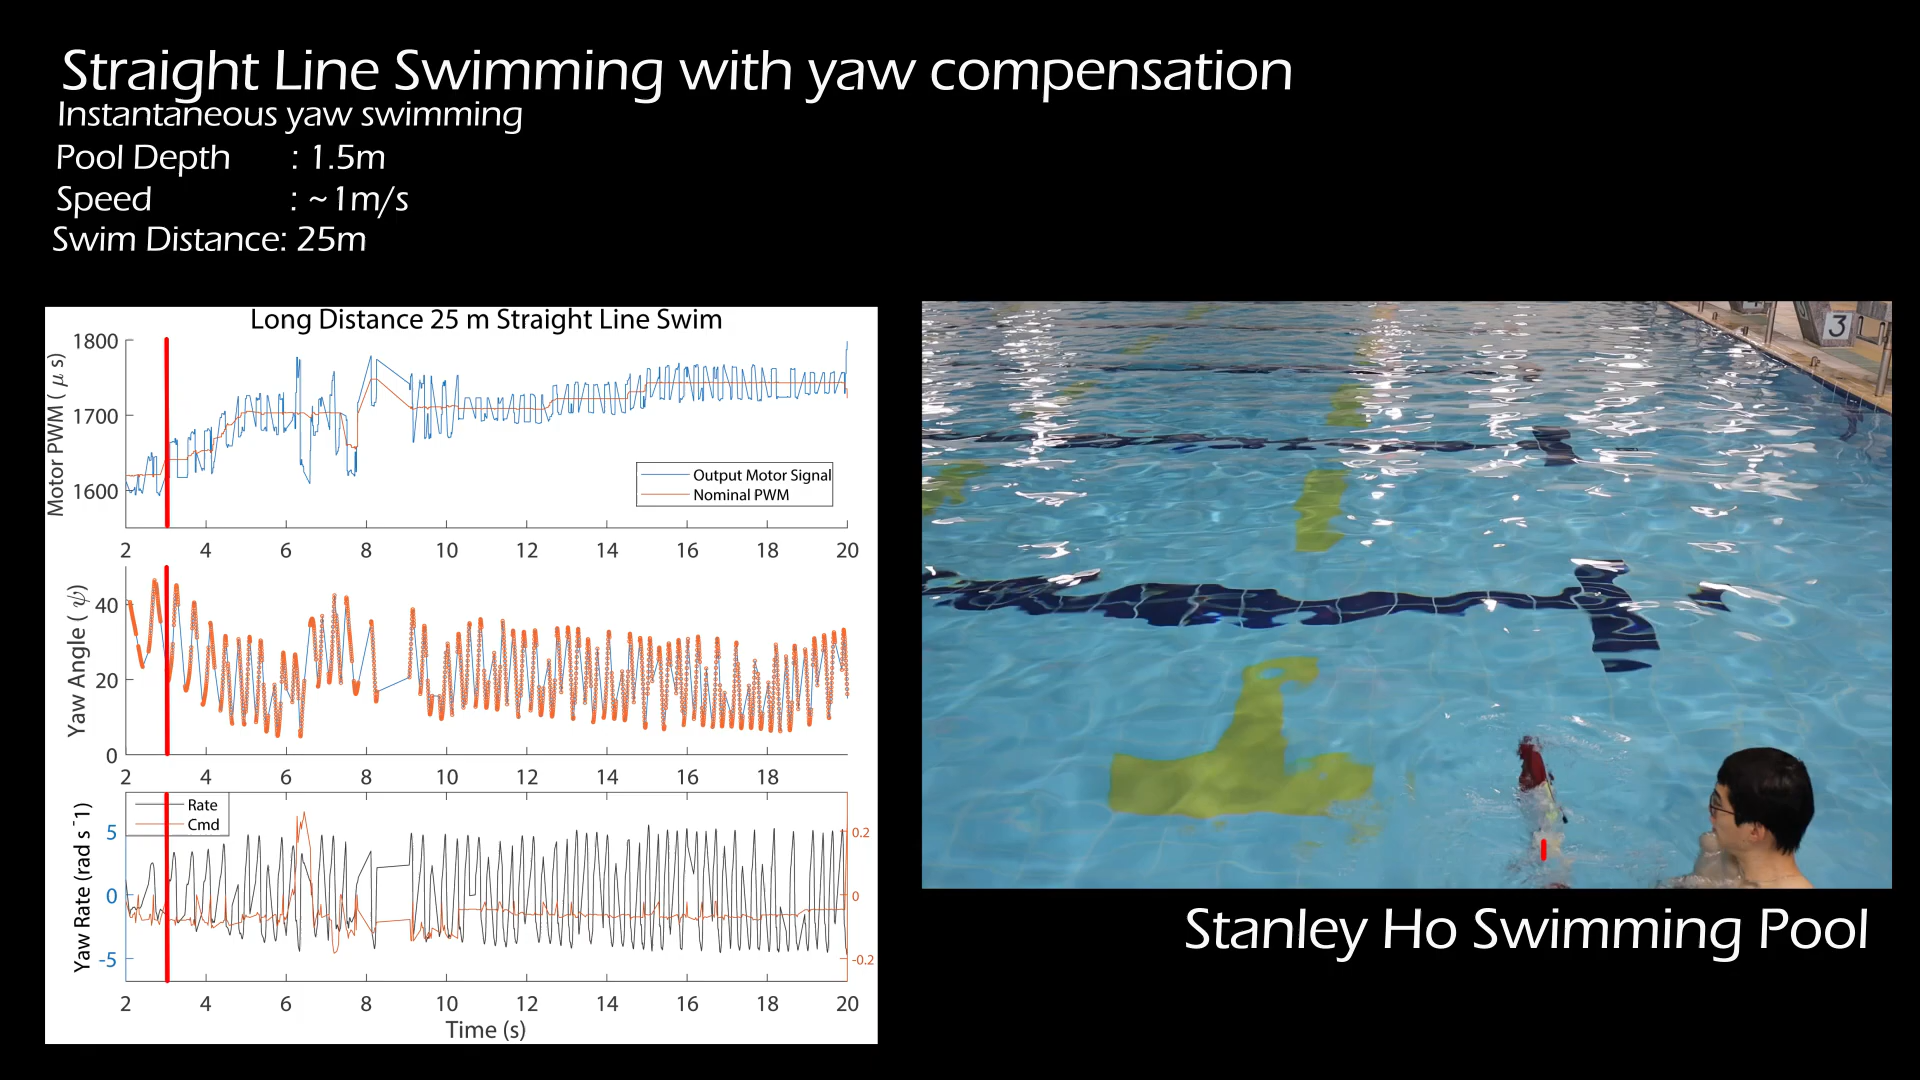 Straight Line Swimming with yaw compensation
Instantaneous yaw swimming
Pool Depth : 1.5m
Speed : ~1m/s
Swim Distance: 25m
Long Distance 25 m Straight Line Swim
Motor PWM ( μ s)
1800
1700
1600
Output Motor Signal
Nominal PWM
2 4 6 8 10 12 14 16 18 20
Yaw Angle ( ψ)
40
20
0
2 4 6 8 10 12 14 16 18
Yaw Rate (rad s⁻1)
Rate
Cmd
5
0
-5
0.2
0
-0.2
2 4 6 8 10 12 14 16 18 20
Time (s)
3
Stanley Ho Swimming Pool